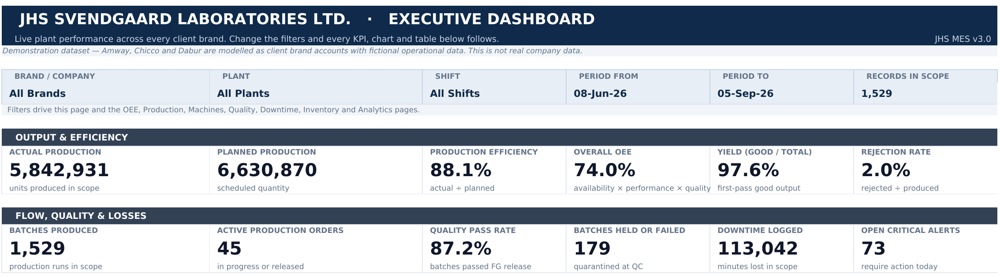 JHS SVENDGAARD LABORATORIES LTD. · EXECUTIVE DASHBOARD
Live plant performance across every client brand. Change the filters and every KPI, chart and table below follows. JHS MES v3.0
Demonstration dataset — Amway, Chicco and Dabur are modelled as client brand accounts with fictional operational data. This is not real company data.
BRAND / COMPANY PLANT SHIFT PERIOD FROM PERIOD TO RECORDS IN SCOPE
All Brands All Plants All Shifts 08-Jun-26 05-Sep-26 1,529
Filters drive this page and the OEE, Production, Machines, Quality, Downtime, Inventory and Analytics pages.
OUTPUT & EFFICIENCY
ACTUAL PRODUCTION PLANNED PRODUCTION PRODUCTION EFFICIENCY OVERALL OEE YIELD (GOOD / TOTAL) REJECTION RATE
5,842,931 6,630,870 88.1% 74.0% 97.6% 2.0%
units produced in scope scheduled quantity actual ÷ planned availability × performance × quality first-pass good output rejected ÷ produced
FLOW, QUALITY & LOSSES
BATCHES PRODUCED ACTIVE PRODUCTION ORDERS QUALITY PASS RATE BATCHES HELD OR FAILED DOWNTIME LOGGED OPEN CRITICAL ALERTS
1,529 45 87.2% 179 113,042 73
production runs in scope in progress or released batches passed FG release quarantined at QC minutes lost in scope require action today